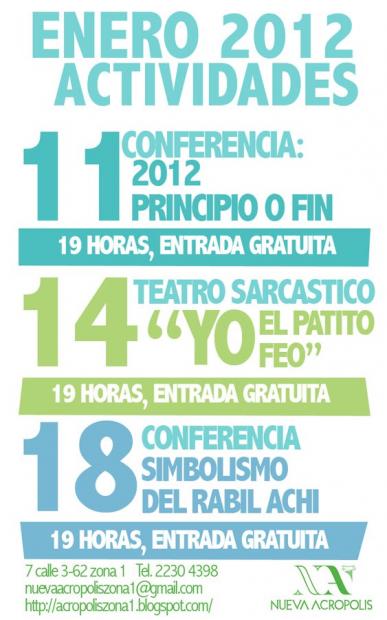 ENERO 2012
ACTIVIDADES
11 CONFERENCIA:
2012
PRINCIPIO O FIN
19 HORAS, ENTRADA GRATUITA
14 TEATRO SARCASTICO
“YO EL PATITO
FEO”
19 HORAS, ENTRADA GRATUITA
18 CONFERENCIA
SIMBOLISMO
DEL RABIL ACHI
19 HORAS, ENTRADA GRATUITA
7 calle 3-62 zona 1 Tel. 2230 4398
nuevaacropoliszona1@gmail.com
http://acropoliszona1.blogspot.com/
NUEVA ACROPOLIS